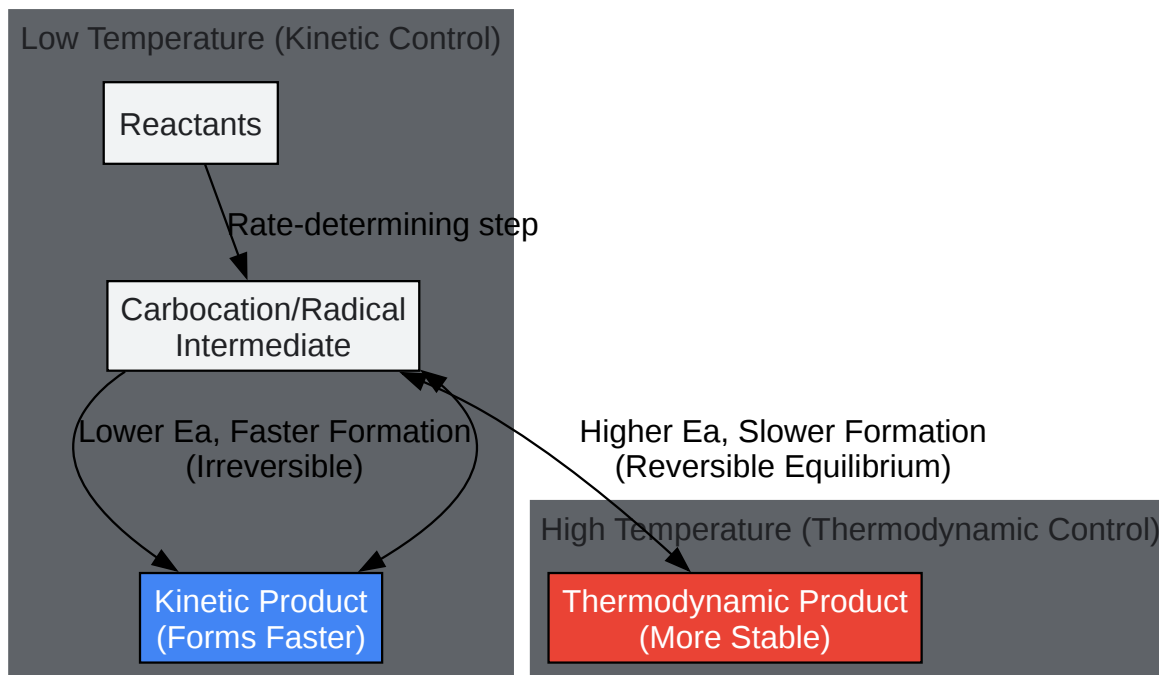 Low Temperature (Kinetic Control)
Reactants
Rate-determining step
Carbocation/Radical
Intermediate
Lower Ea, Faster Formation
(Irreversible)
Higher Ea, Slower Formation
(Reversible Equilibrium)
High Temperature (Thermodynamic Control)
Kinetic Product
(Forms Faster)
Thermodynamic Product
(More Stable)